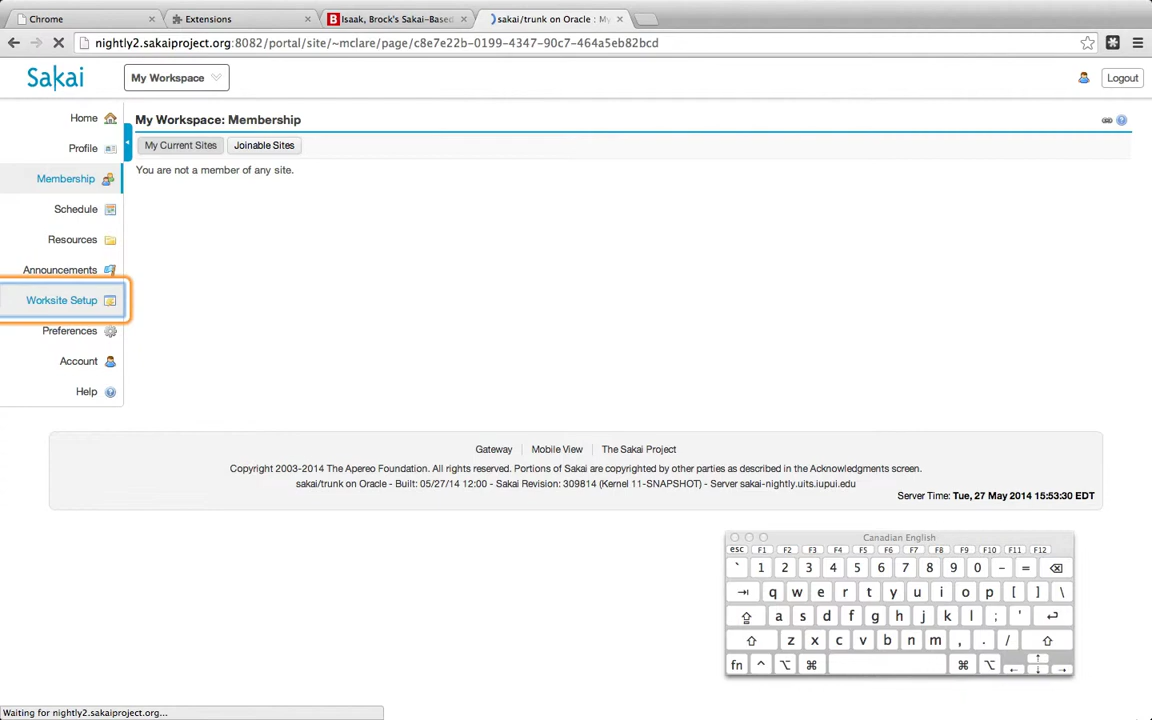 Chrome
Extensions
Isaak, Brock's Sakai-Based
sakai/trunk on Oracle : My
nightly2.sakaiproject.org:8082/portal/site/~mclare/page/c8e7e22b-0199-4347-90c7-464a5eb82bcd
Sakai
My Workspace
Logout
Home
Profile
Membership
Schedule
Resources
Announcements
Worksite Setup
Preferences
Account
Help
My Workspace: Membership
My Current Sites
Joinable Sites
You are not a member of any site.
Gateway
Mobile View
The Sakai Project
Copyright 2003-2014 The Apereo Foundation. All rights reserved. Portions of Sakai are copyrighted by other parties as described in the Acknowledgments screen.
sakai/trunk on Oracle - Built: 05/27/14 12:00 - Sakai Revision: 309814 (Kernel 11-SNAPSHOT) - Server sakai-nightly.uits.iupui.edu
Server Time: Tue, 27 May 2014 15:53:30 EDT
Canadian English
esc F1 F2 F3 F4 F5 F6 F7 F8 F9 F10 F11 F12
` 1 2 3 4 5 6 7 8 9 0 - =
q w e r t y u i o p [ ] \
a s d f g h j k l ; '
z x c v b n m , . /
fn ^ ⌥ ⌘ ⌘ ⌥
Waiting for nightly2.sakaiproject.org...